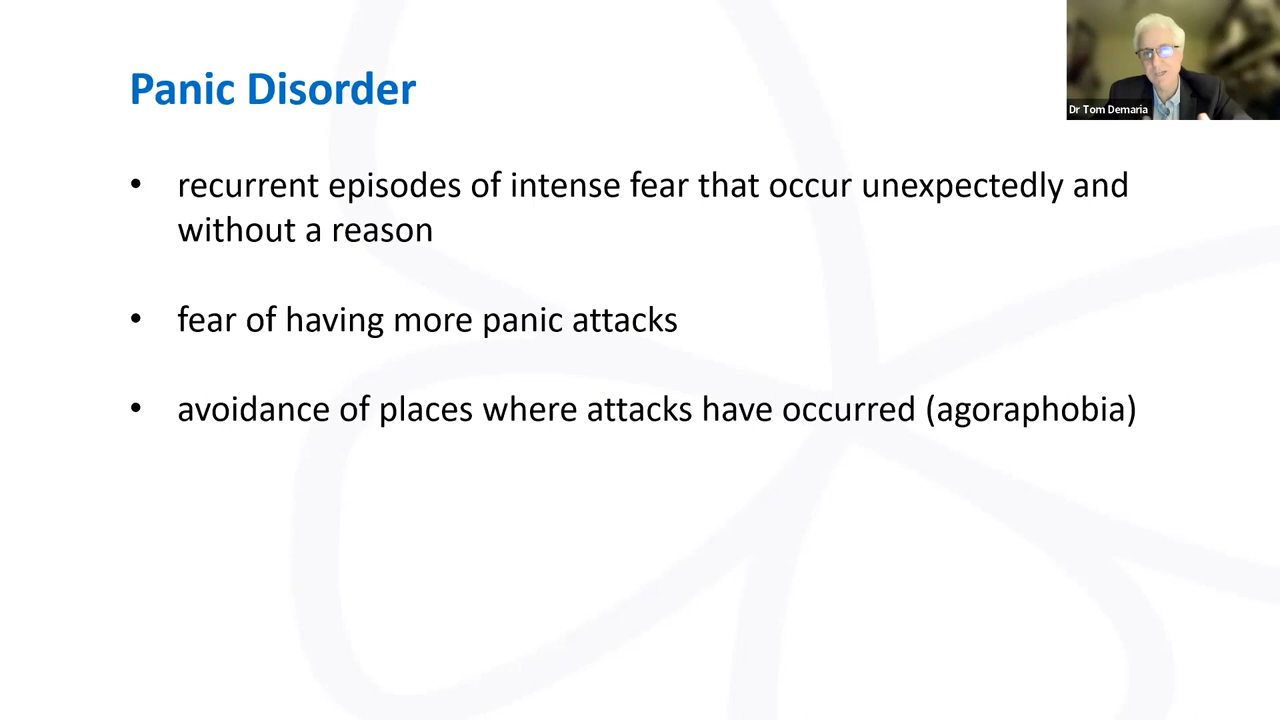 Panic Disorder
Dr Tom Demaria
• recurrent episodes of intense fear that occur unexpectedly and
without a reason
• fear of having more panic attacks
• avoidance of places where attacks have occurred (agoraphobia)